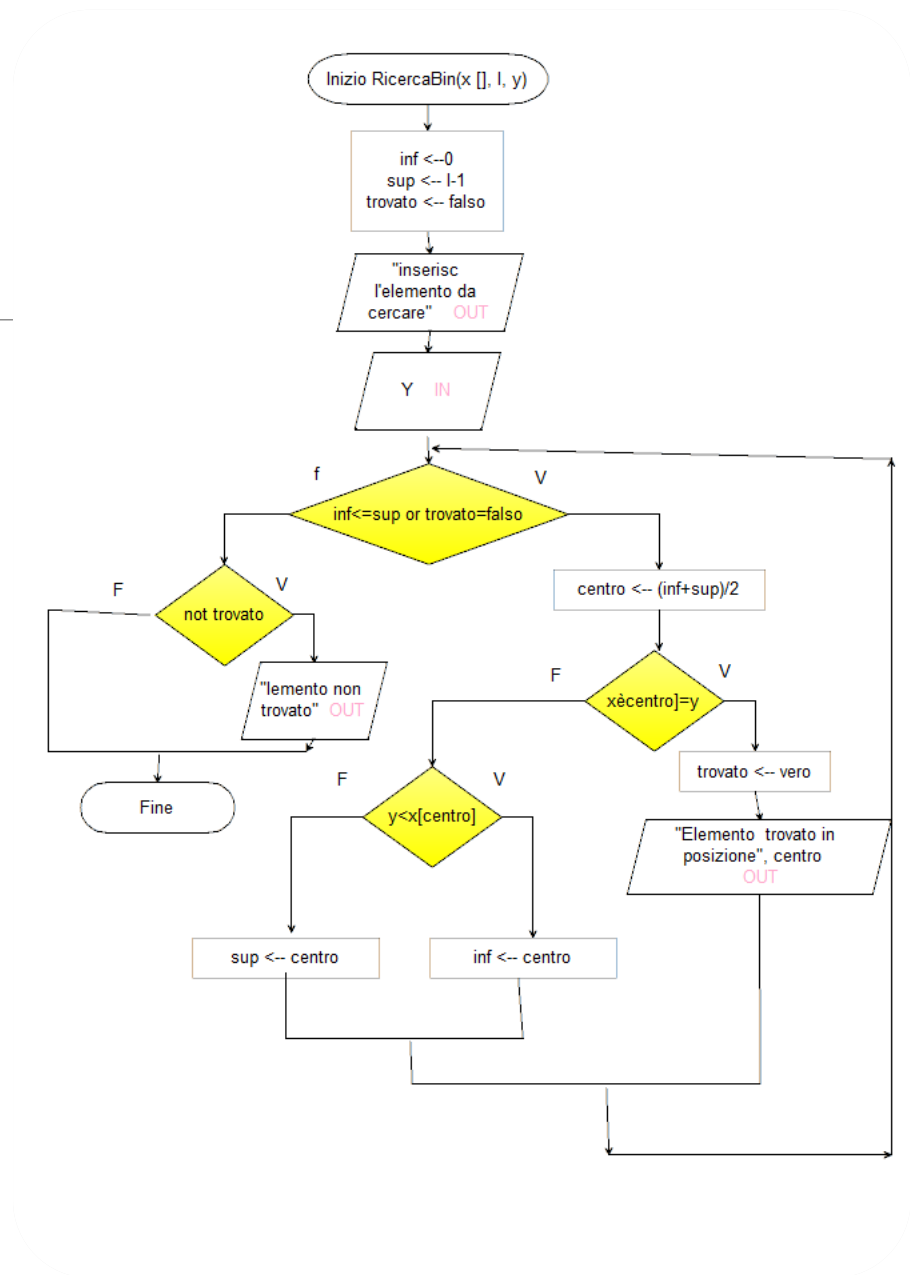 Inizio RicercaBin(x [], l, y)
inf <--0
sup <-- l-1
trovato <-- falso
"inserisc
l'elemento da
cercare" OUT
Y IN
f
V
inf<=sup or trovato=falso
F
V
not trovato
centro <-- (inf+sup)/2
"lemento non
trovato" OUT
F
V
xècentro]=y
Fine
trovato <-- vero
F
V
y<x[centro]
"Elemento trovato in
posizione", centro
OUT
sup <-- centro
inf <-- centro